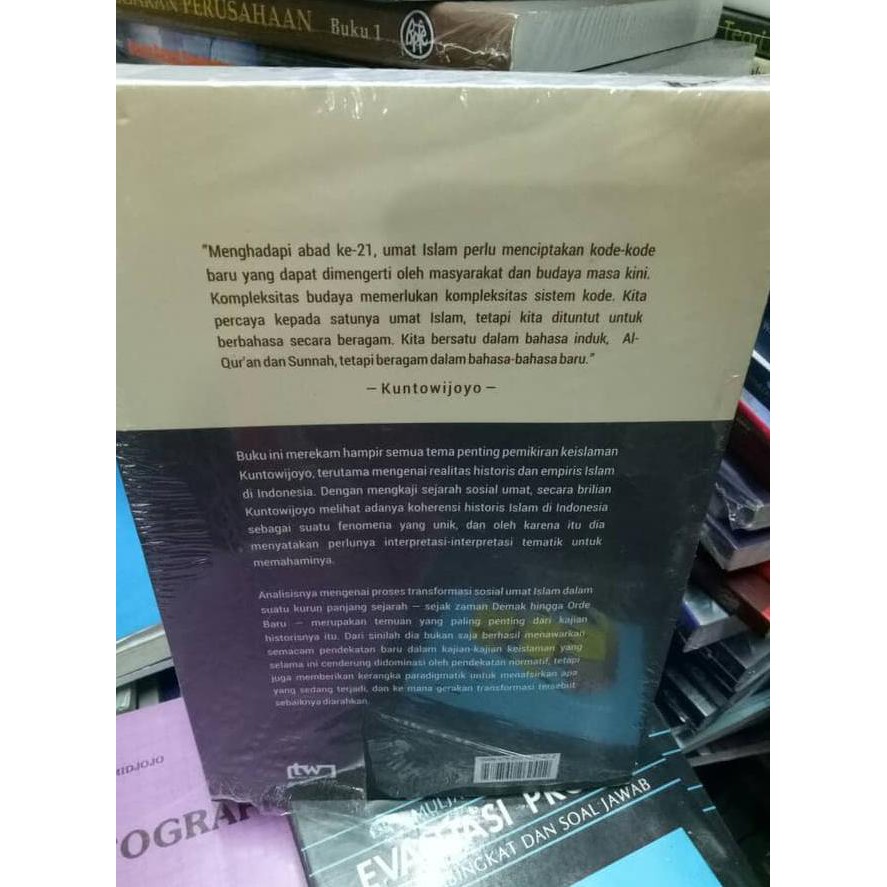 PERUSAHAAN Buku 1
Teori
"Menghadapi abad ke-21, umat Islam perlu menciptakan kode-kode
baru yang dapat dimengerti oleh masyarakat dan budaya masa kini.
Kompleksitas budaya memerlukan kompleksitas sistem kode. Kita
percaya kepada satunya umat Islam, tetapi kita dituntut untuk
berbahasa secara beragam. Kita bersatu dalam bahasa induk, Al-
Qur'an dan Sunnah, tetapi beragam dalam bahasa-bahasa baru."
– Kuntowijoyo –
Buku ini merekam hampir semua tema penting pemikiran keislaman
Kuntowijoyo, terutama mengenai realitas historis dan empiris Islam
di Indonesia. Dengan mengkaji sejarah sosial umat, secara brilian
Kuntowijoyo melihat adanya koherensi historis Islam di Indonesia
sebagai suatu fenomena yang unik, dan oleh karena itu dia
menyatakan perlunya interpretasi-interpretasi tematik untuk
memahaminya.
Analisisnya mengenai proses transformasi sosial umat Islam dalam
suatu kurun panjang sejarah — sejak zaman Demak hingga Orde
Baru — merupakan temuan yang paling penting dari kajian
historisnya itu. Dari sinilah dia bukan saja berhasil menawarkan
semacam pendekatan baru dalam kajian-kajian keislaman yang
selama ini cenderung didominasi oleh pendekatan normatif, tetapi
juga memberikan kerangka paradigmatik untuk menafsirkan apa
yang sedang terjadi, dan ke mana gerakan transformasi tersebut
sebaiknya diarahkan.
tw
IDJOJO
OGRAF
MULJ
EVALUASI PRO
SINGKAT DAN SOAL JAWAB